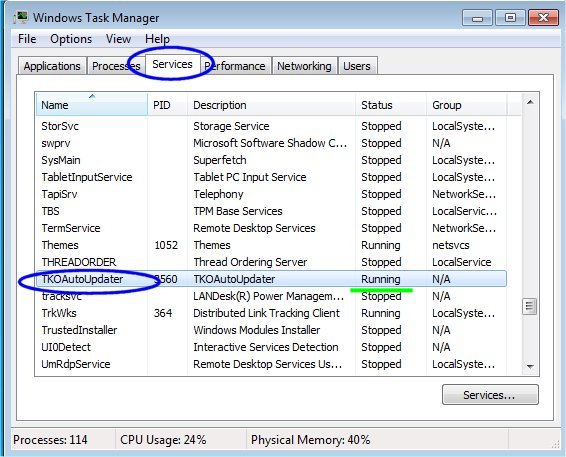 Windows Task Manager
File Options View Help
Applications Processes Services Performance Networking Users
Name PID Description Status Group
StorSvc Storage Service Stopped LocalSyste...
swprv Microsoft Software Shadow C... Stopped N/A
SysMain Superfetch Stopped LocalSyste...
TabletInputService Tablet PC Input Service Stopped LocalSyste...
TapiSrv Telephony Stopped NetworkSe...
TBS TPM Base Services Stopped LocalServic...
TermService Remote Desktop Services Stopped NetworkSe...
Themes 1052 Themes Running netsvcs
THREADORDER Thread Ordering Server Stopped LocalService
TKOAutoUpdater 3560 TKOAutoUpdater Running N/A
tracksvc LANDesk(R) Power Managem... Stopped N/A
TrkWks 364 Distributed Link Tracking Client Running LocalSyste...
TrustedInstaller Windows Modules Installer Stopped N/A
UI0Detect Interactive Services Detection Stopped N/A
UmRdpService Remote Desktop Services Us... Stopped LocalSyste...
Services...
Processes: 114 CPU Usage: 24% Physical Memory: 40%